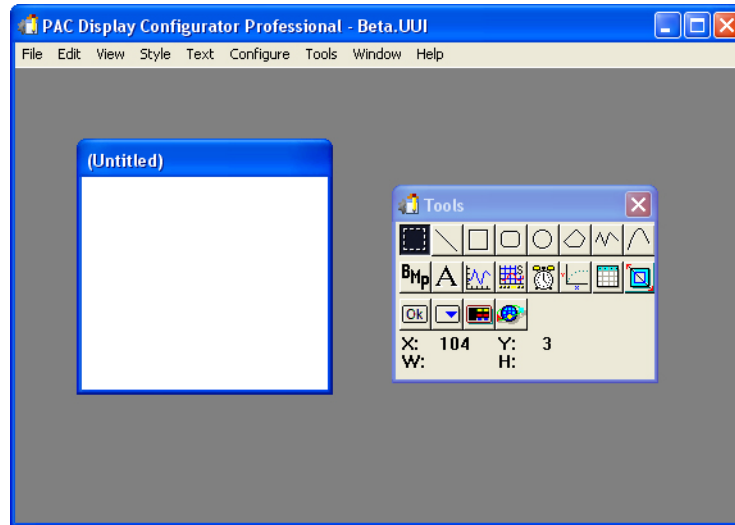 PAC Display Configurator Professional - Beta.UUI
File Edit View Style Text Configure Tools Window Help
(Untitled)
Tools
BMP A S Y X
Ok
X: 104 Y: 3
W: H: